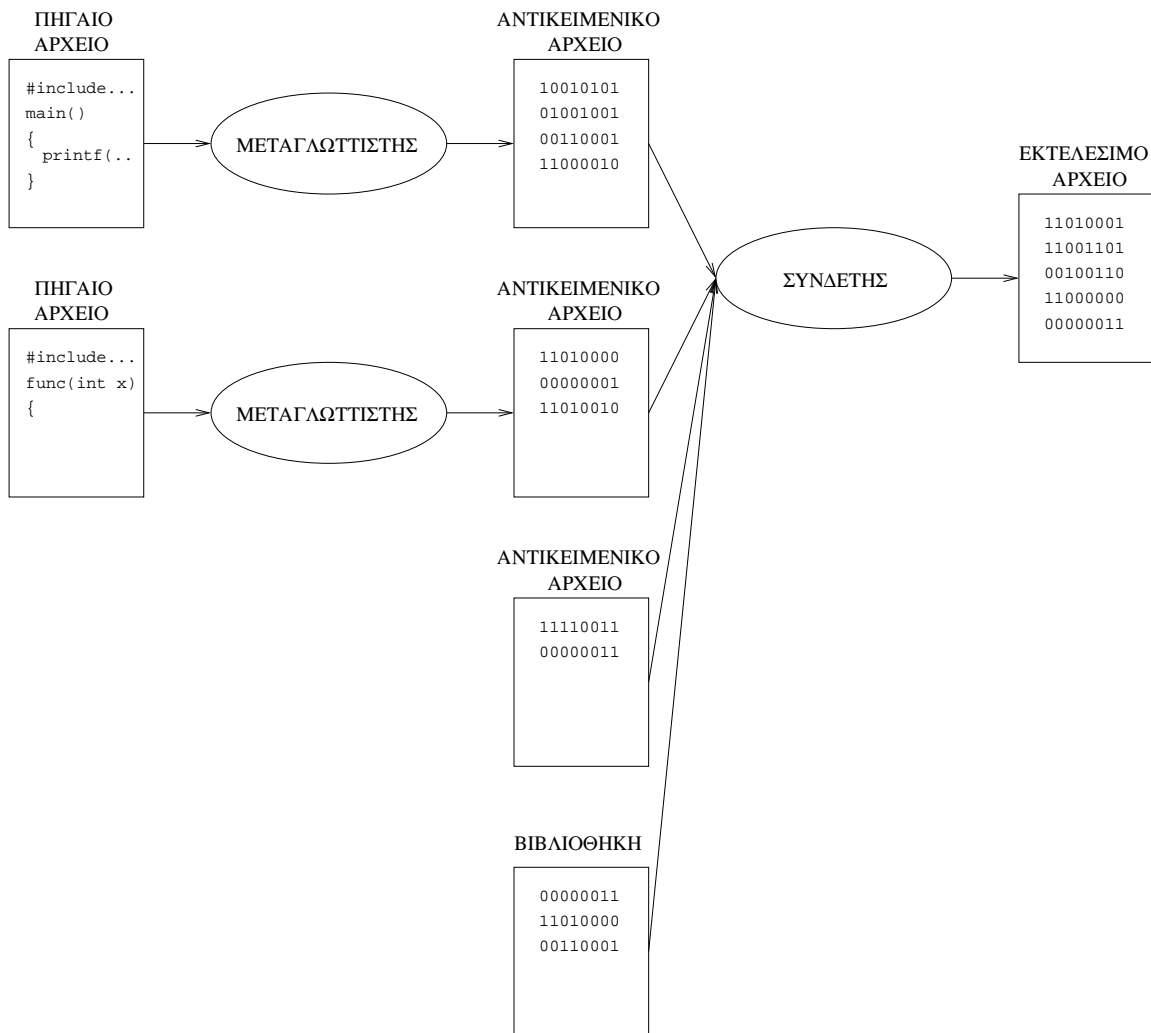 ΠΗΓΑΙΟ
ΑΡΧΕΙΟ
#include...
main()
{
printf(..
}
ΜΕΤΑΓΛΩΤΤΙΣΤΗΣ
ΑΝΤΙΚΕΙΜΕΝΙΚΟ
ΑΡΧΕΙΟ
10010101
01001001
00110001
11000010
ΠΗΓΑΙΟ
ΑΡΧΕΙΟ
#include...
func(int x)
{
ΜΕΤΑΓΛΩΤΤΙΣΤΗΣ
ΑΝΤΙΚΕΙΜΕΝΙΚΟ
ΑΡΧΕΙΟ
11010000
00000001
11010010
ΑΝΤΙΚΕΙΜΕΝΙΚΟ
ΑΡΧΕΙΟ
11110011
00000011
ΒΙΒΛΙΟΘΗΚΗ
00000011
11010000
00110001
ΣΥΝΔΕΤΗΣ
ΕΚΤΕΛΕΣΙΜΟ
ΑΡΧΕΙΟ
11010001
11001101
00100110
11000000
00000011